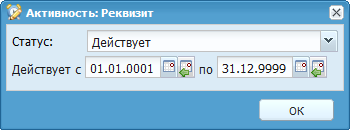 Активность: Реквизит
Статус: Действует
Действует с 01.01.0001 по 31.12.9999
ОК